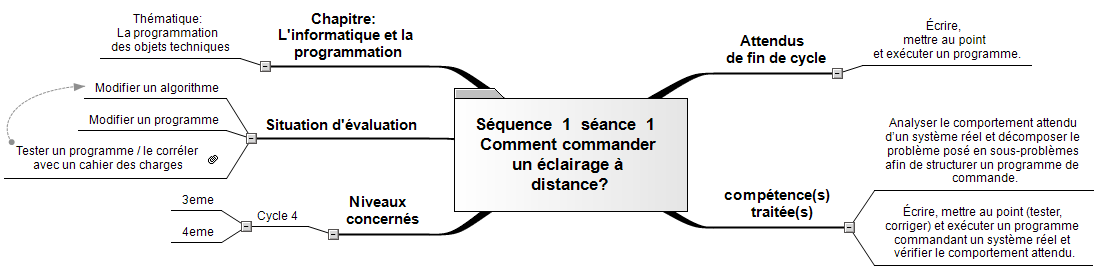 Thématique:
La programmation
des objets techniques
Chapitre:
L'informatique et la
programmation
Modifier un algorithme
Modifier un programme
Tester un programme / le corréler
avec un cahier des charges
Situation d'évaluation
3eme
4eme
Cycle 4
Niveaux
concernés
Séquence 1 séance 1
Comment commander
un éclairage à
distance?
Attendus
de fin de cycle
Écrire,
mettre au point
et exécuter un programme.
compétence(s)
traitée(s)
Analyser le comportement attendu
d'un système réel et décomposer le
problème posé en sous-problèmes
afin de structurer un programme de
commande.
Écrire, mettre au point (tester,
corriger) et exécuter un programme
commandant un système réel et
vérifier le comportement attendu.